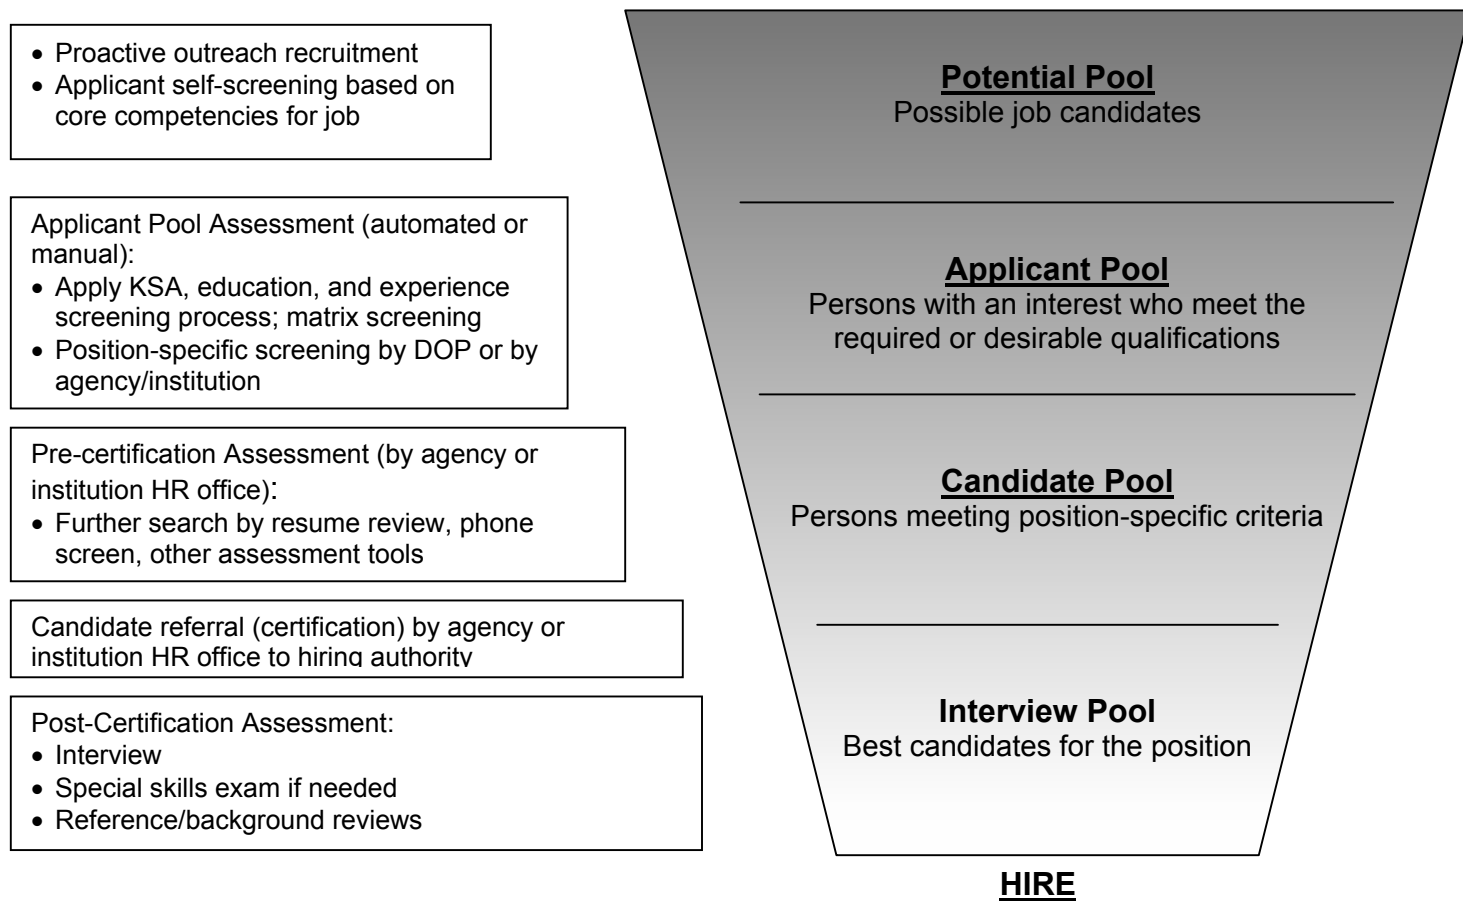 • Proactive outreach recruitment
• Applicant self-screening based on
core competencies for job
Applicant Pool Assessment (automated or
manual):
• Apply KSA, education, and experience
screening process; matrix screening
• Position-specific screening by DOP or by
agency/institution
Pre-certification Assessment (by agency or
institution HR office):
• Further search by resume review, phone
screen, other assessment tools
Candidate referral (certification) by agency or
institution HR office to hiring authority
Post-Certification Assessment:
• Interview
• Special skills exam if needed
• Reference/background reviews
Potential Pool
Possible job candidates
Applicant Pool
Persons with an interest who meet the
required or desirable qualifications
Candidate Pool
Persons meeting position-specific criteria
Interview Pool
Best candidates for the position
HIRE